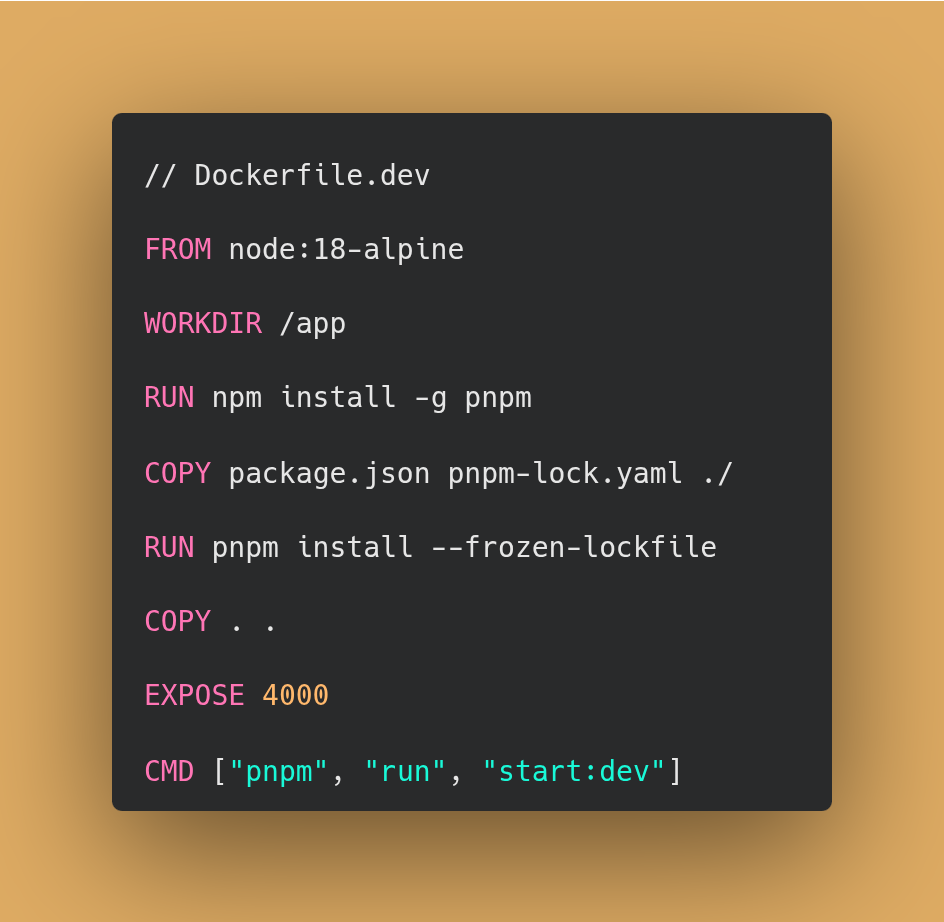 // Dockerfile.dev
FROM node:18-alpine
WORKDIR /app
RUN npm install -g pnpm
COPY package.json pnpm-lock.yaml ./
RUN pnpm install --frozen-lockfile
COPY . .
EXPOSE 4000
CMD ["pnpm", "run", "start:dev"]